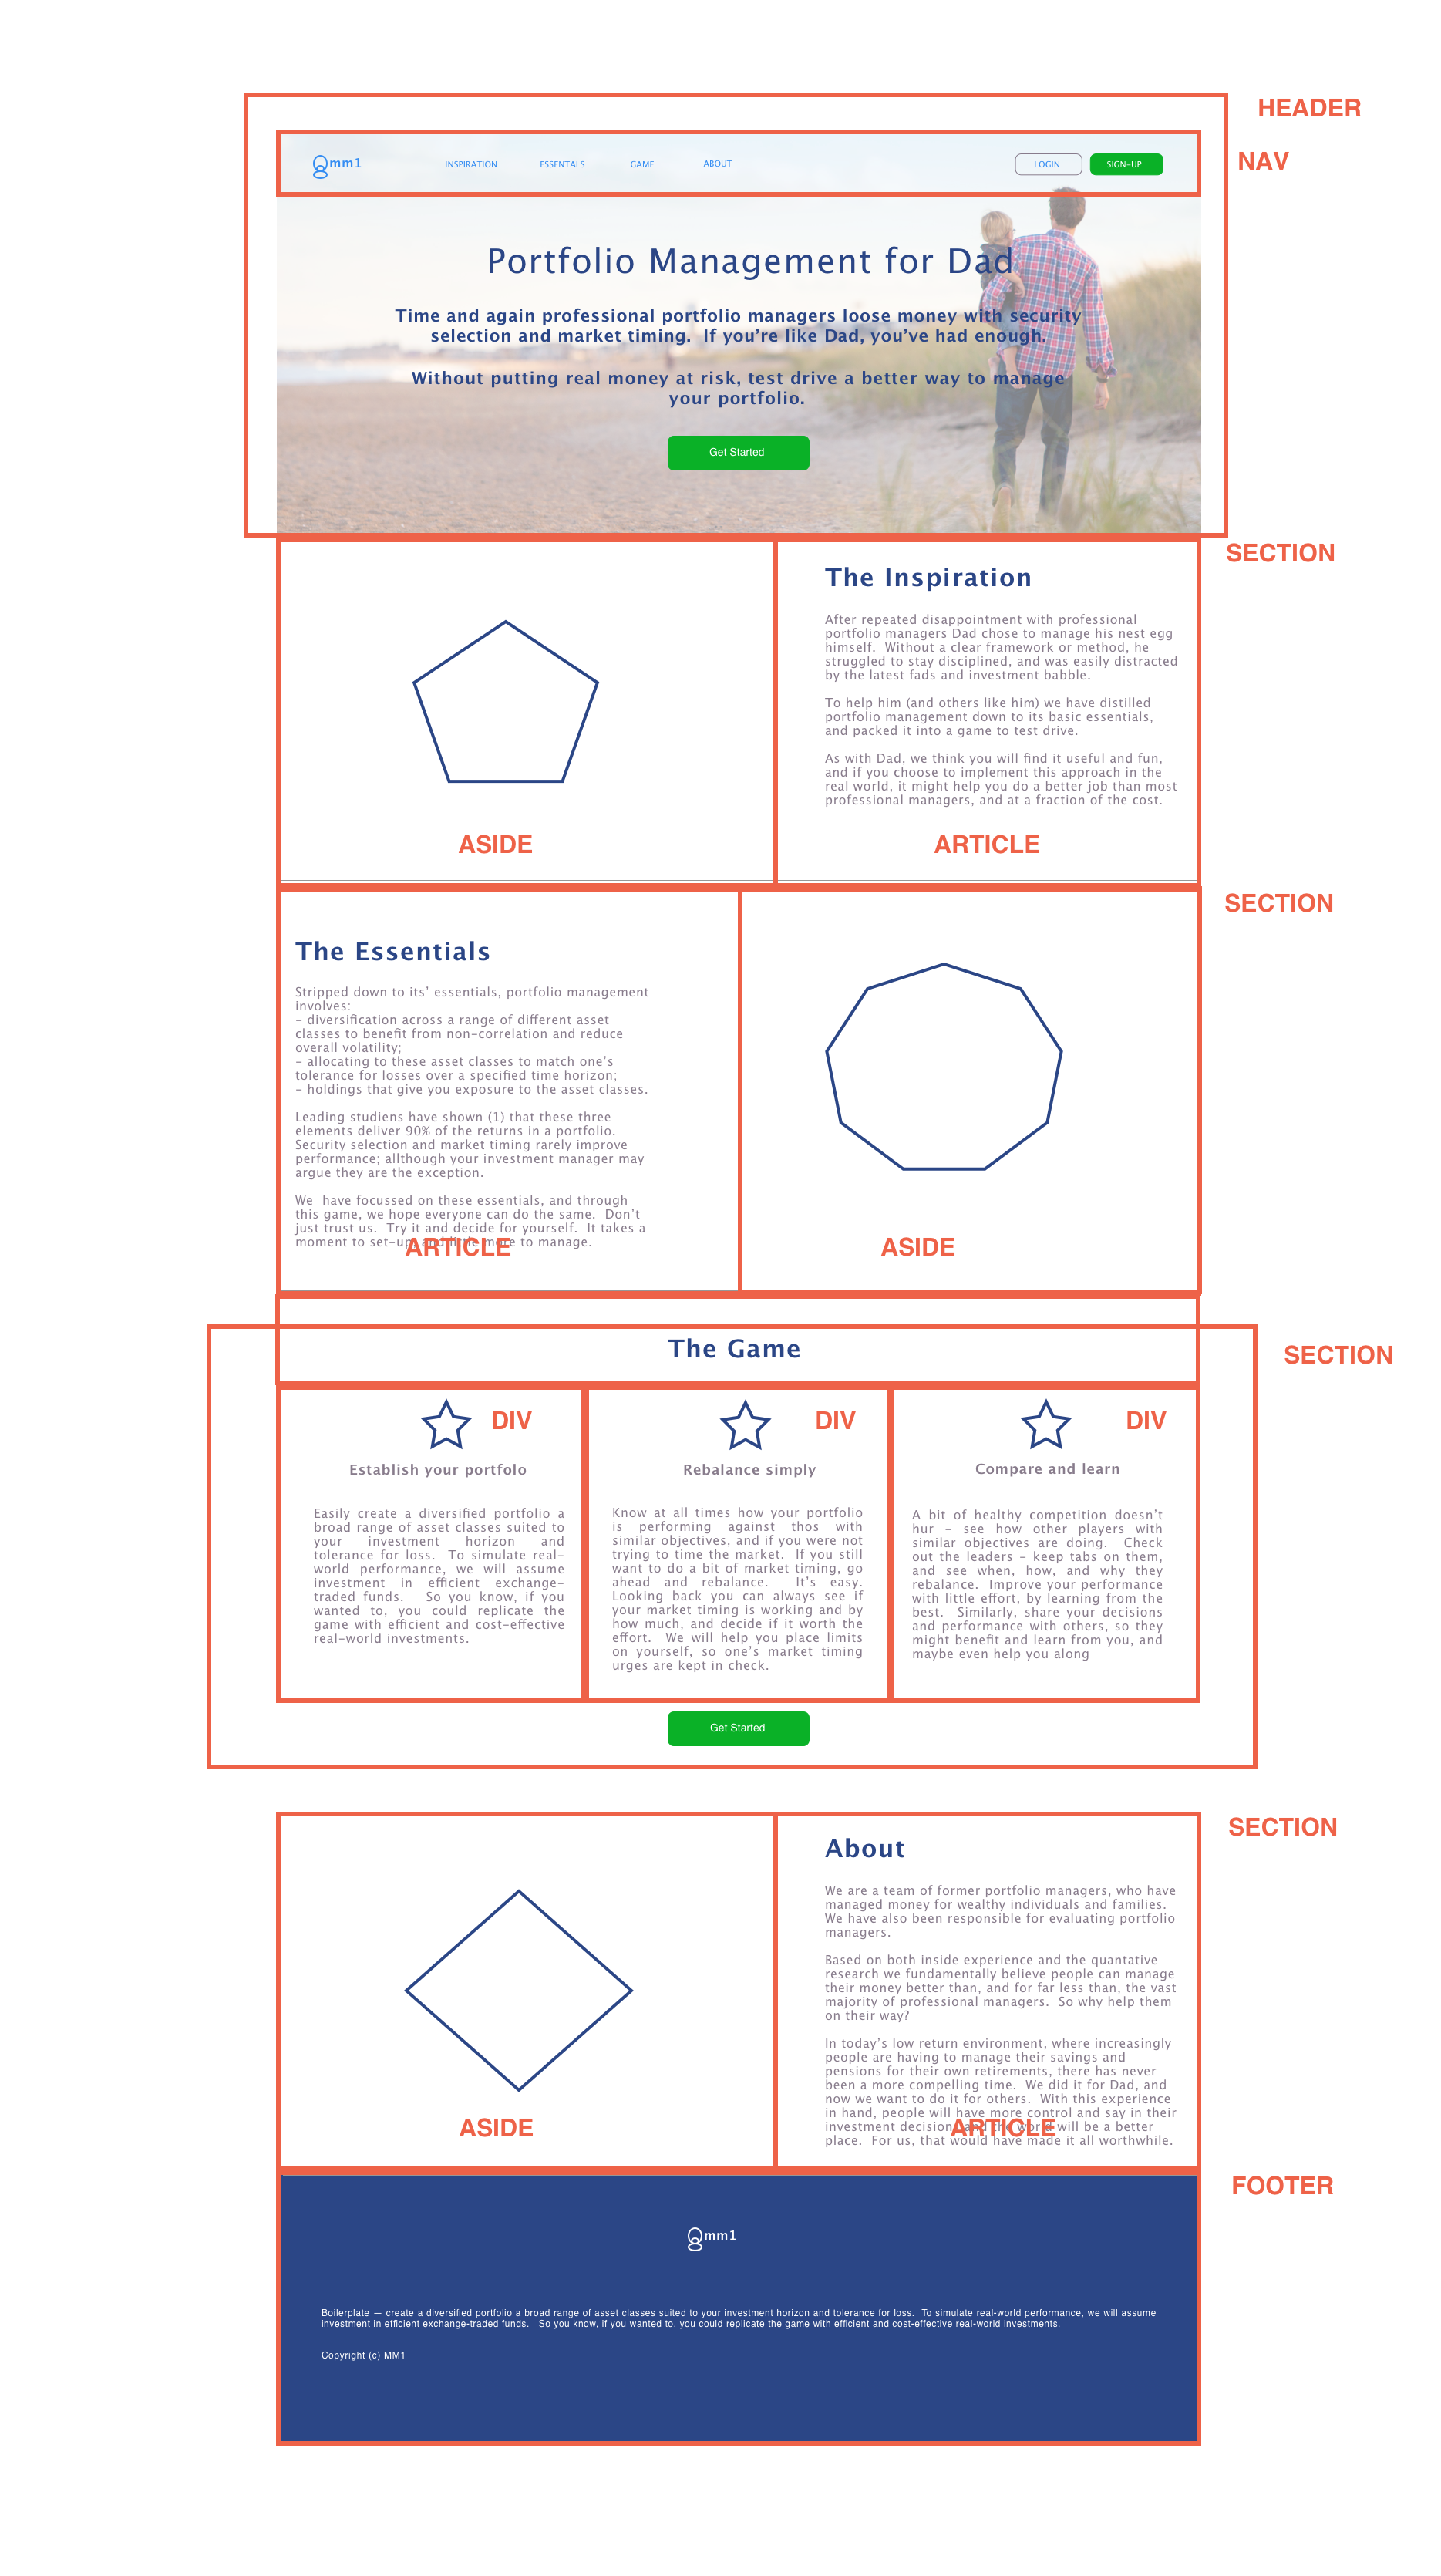 HEADER
mm1 INSPIRATION ESSENTALS GAME ABOUT LOGIN SIGN-UP
NAV
Portfolio Management for Dad
Time and again professional portfolio managers loose money with security
selection and market timing.  If you're like Dad, you've had enough.
Without putting real money at risk, test drive a better way to manage
your portfolio.
Get Started
SECTION
The Inspiration
After repeated disappointment with professional
portfolio managers Dad chose to manage his nest egg
himself.  Without a clear framework or method, he
struggled to stay disciplined, and was easily distracted
by the latest fads and investment babble.
To help him (and others like him) we have distilled
portfolio management down to its basic essentials,
and packed it into a game to test drive.
As with Dad, we think you will find it useful and fun,
and if you choose to implement this approach in the
real world, it might help you do a better job than most
professional managers, and at a fraction of the cost.
ASIDE
ARTICLE
SECTION
The Essentials
Stripped down to its' essentials, portfolio management
involves:
- diversification across a range of different asset
classes to benefit from non-correlation and reduce
overall volatility;
- allocating to these asset classes to match one's
tolerance for losses over a specified time horizon;
- holdings that give you exposure to the asset classes.
Leading studiens have shown (1) that these three
elements deliver 90% of the returns in a portfolio.
Security selection and market timing rarely improve
performance; allthough your investment manager may
argue they are the exception.
We  have focussed on these essentials, and through
this game, we hope everyone can do the same.  Don't
just trust us.  Try it and decide for yourself.  It takes a
moment to set-up, and little more to manage.
ARTICLE
ASIDE
The Game
SECTION
DIV
Establish your portfolo
Easily create a diversified portfolio a
broad range of asset classes suited to
your investment horizon and
tolerance for loss.  To simulate real-
world performance, we will assume
investment in efficient exchange-
traded funds.  So you know, if you
wanted to, you could replicate the
game with efficient and cost-effective
real-world investments.
DIV
Rebalance simply
Know at all times how your portfolio
is performing against thos with
similar objectives, and if you were not
trying to time the market.  If you still
want to do a bit of market timing, go
ahead and rebalance.  It's easy.
Looking back you can always see if
your market timing is working and by
how much, and decide if it worth the
effort.  We will help you place limits
on yourself, so one's market timing
urges are kept in check.
DIV
Compare and learn
A bit of healthy competition doesn't
hur - see how other players with
similar objectives are doing.  Check
out the leaders - keep tabs on them,
and see when, how, and why they
rebalance.  Improve your performance
with little effort, by learning from the
best.  Similarly, share your decisions
and performance with others, so they
might benefit and learn from you, and
maybe even help you along
Get Started
SECTION
About
We are a team of former portfolio managers, who have
managed money for wealthy individuals and families.
We have also been responsible for evaluating portfolio
managers.
Based on both inside experience and the quantative
research we fundamentally believe people can manage
their money better than, and for far less than, the vast
majority of professional managers.  So why help them
on their way?
In today's low return environment, where increasingly
people are having to manage their savings and
pensions for their own retirements, there has never
been a more compelling time.  We did it for Dad, and
now we want to do it for others.  With this experience
in hand, people will have more control and say in their
investment decision and the world will be a better
place.  For us, that would have made it all worthwhile.
ASIDE
ARTICLE
FOOTER
mm1
Boilerplate — create a diversified portfolio a broad range of asset classes suited to your investment horizon and tolerance for loss.  To simulate real-world performance, we will assume
investment in efficient exchange-traded funds.  So you know, if you wanted to, you could replicate the game with efficient and cost-effective real-world investments.
Copyright (c) MM1